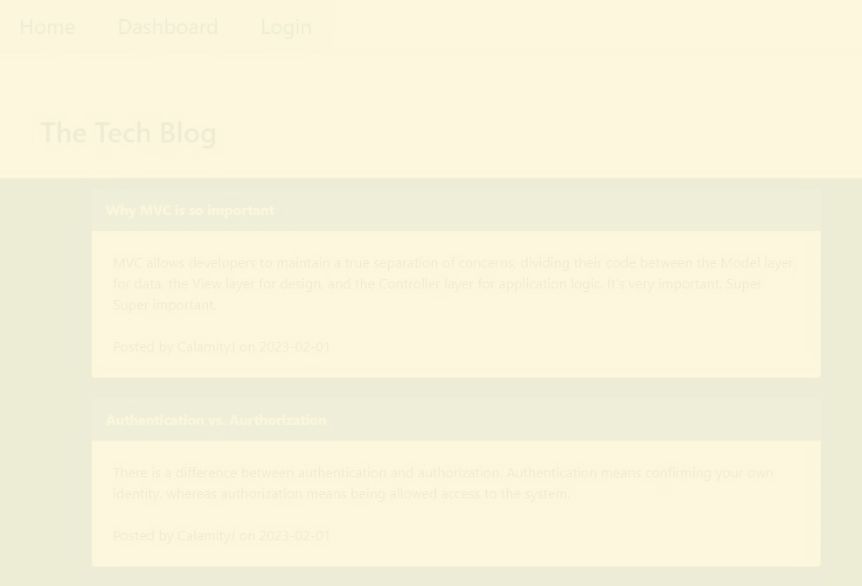 Home Dashboard Login
The Tech Blog
Why MVC is so important
MVC allows developers to maintain a true separation of concerns, dividing their code between the Model layer
for data, the View layer for design, and the Controller layer for application logic. It's very important. Super
Super important.
Posted by CalamityJ on 2023-02-01
Authentication vs. Aurthorization
There is a difference between authentication and authorization. Authentication means confirming your own
identity, whereas authorization means being allowed access to the system.
Posted by CalamityJ on 2023-02-01